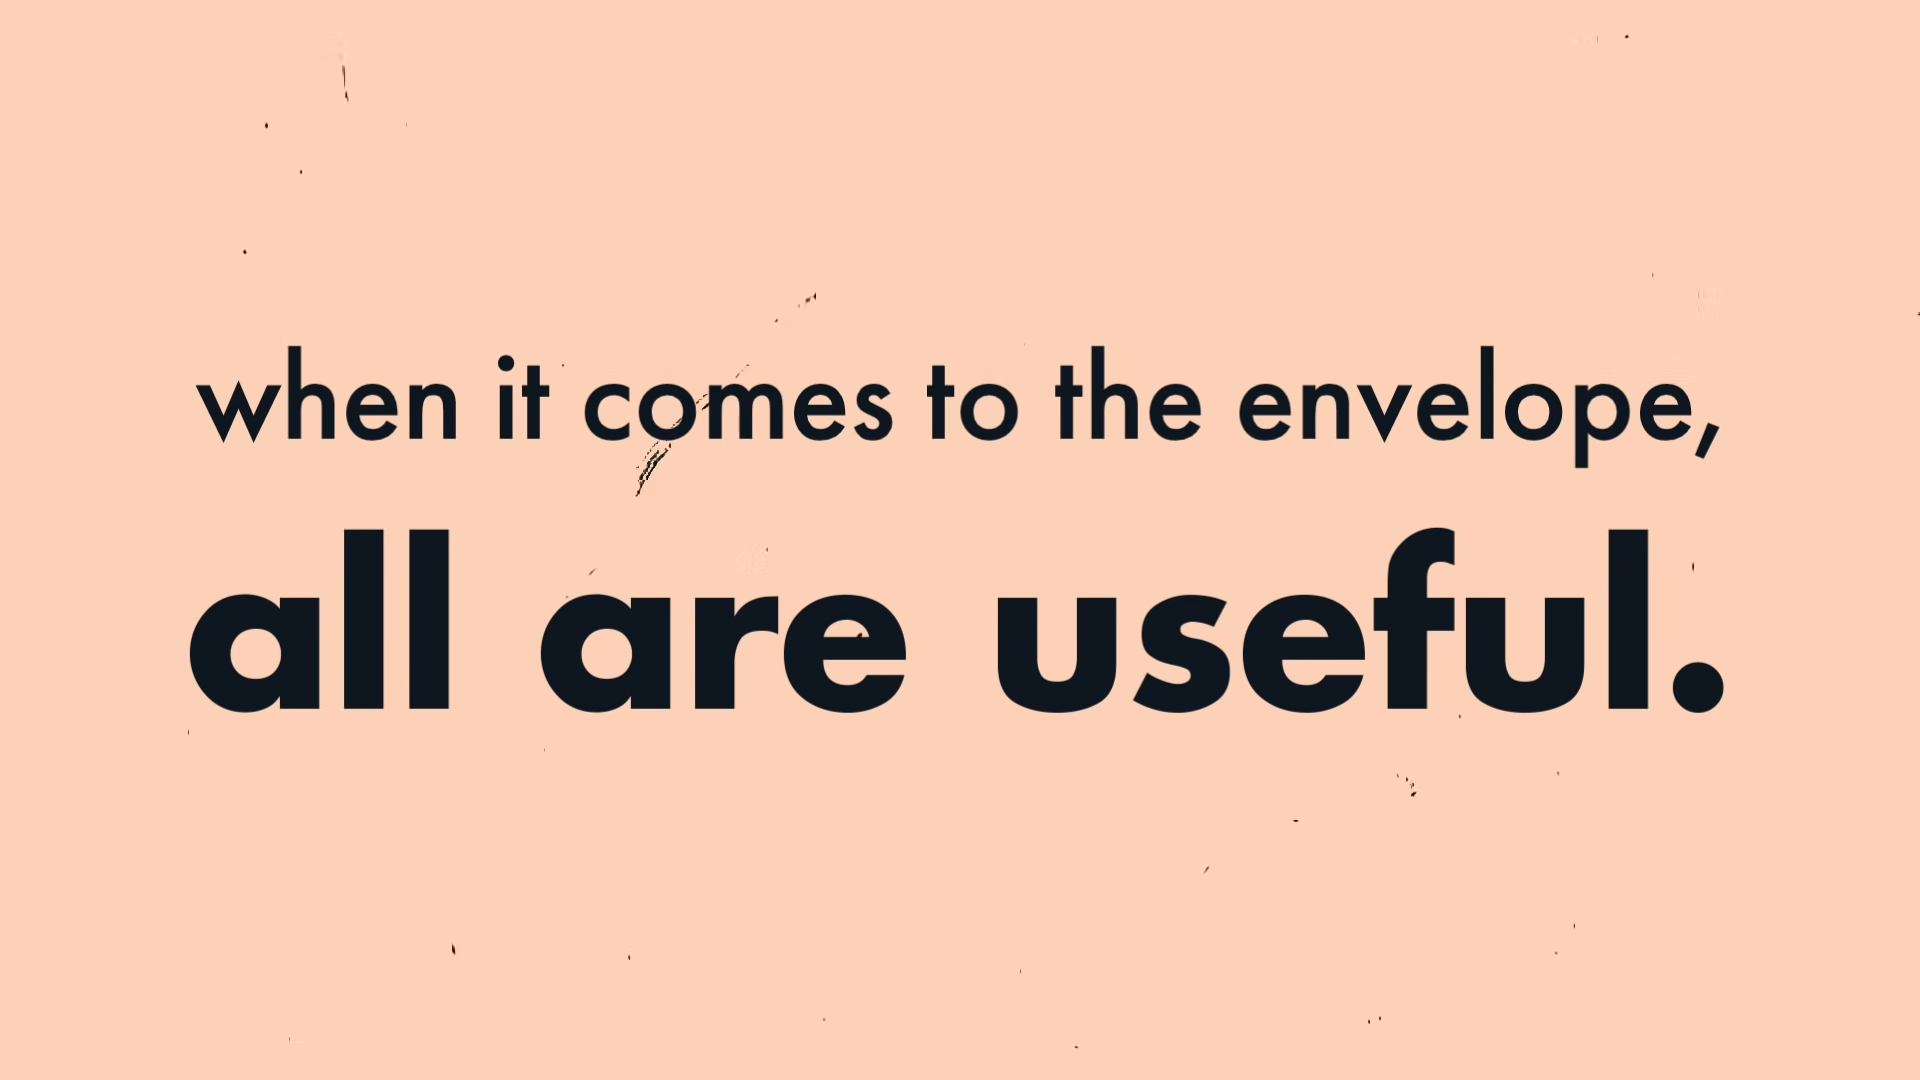 when it comes to the envelope,
all are useful.